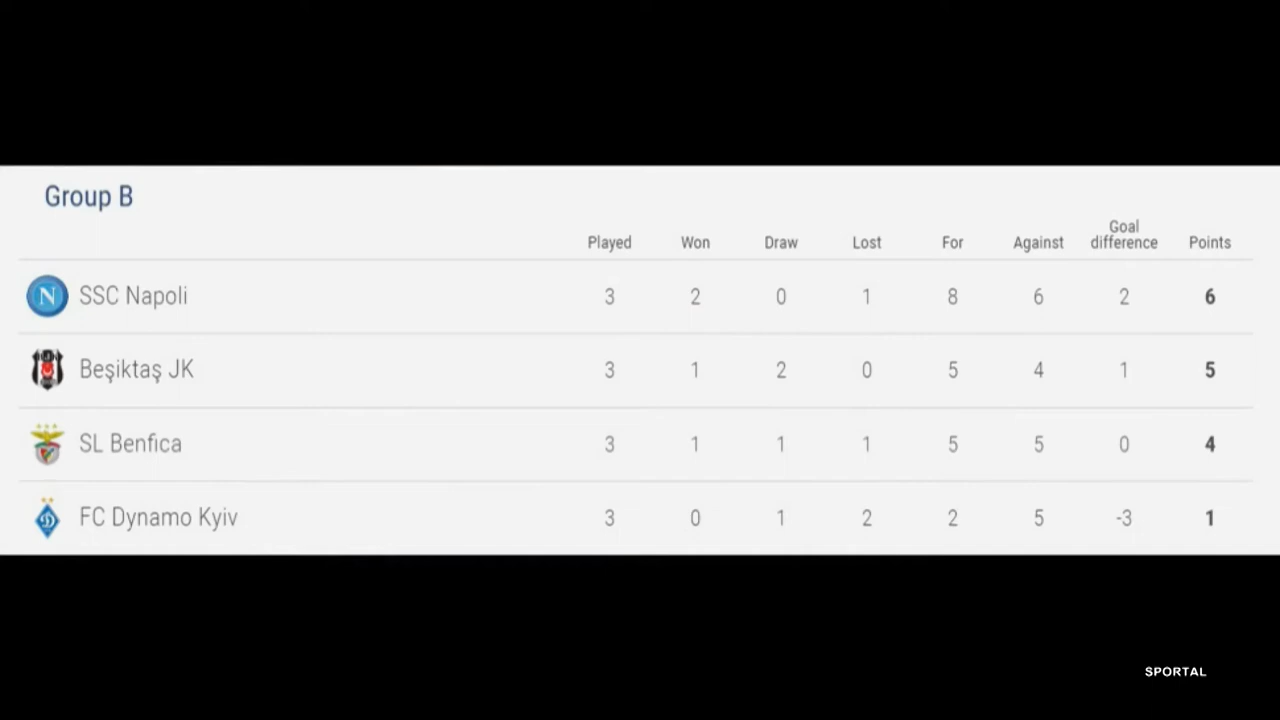 Group B
Played Won Draw Lost For Against Goal difference Points
N SSC Napoli 3 2 0 1 8 6 2 6
Beşiktaş JK 3 1 2 0 5 4 1 5
SL Benfica 3 1 1 1 5 5 0 4
FC Dynamo Kyiv 3 0 1 2 2 5 -3 1
SPORTAL